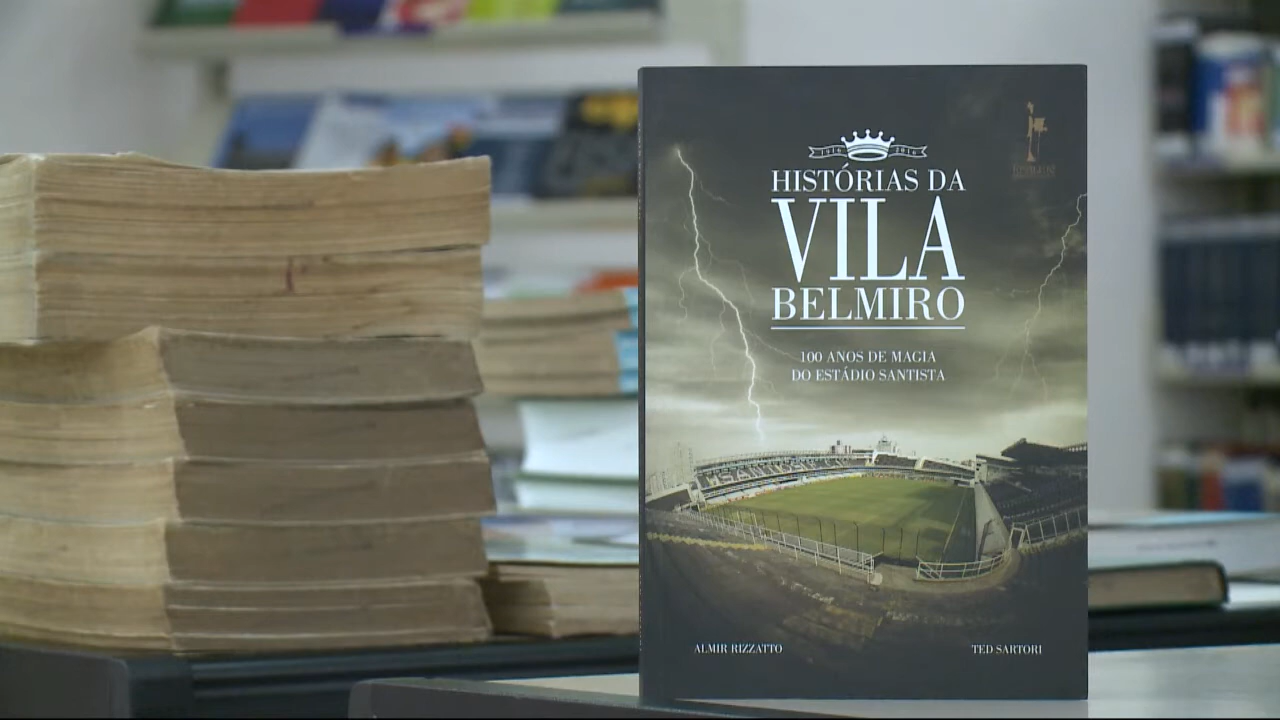 1916 2016
HISTÓRIAS DA
VILA
BELMIRO
100 ANOS DE MAGIA
DO ESTÁDIO SANTISTA
ALMIR RIZZATTO
TED SARTORI